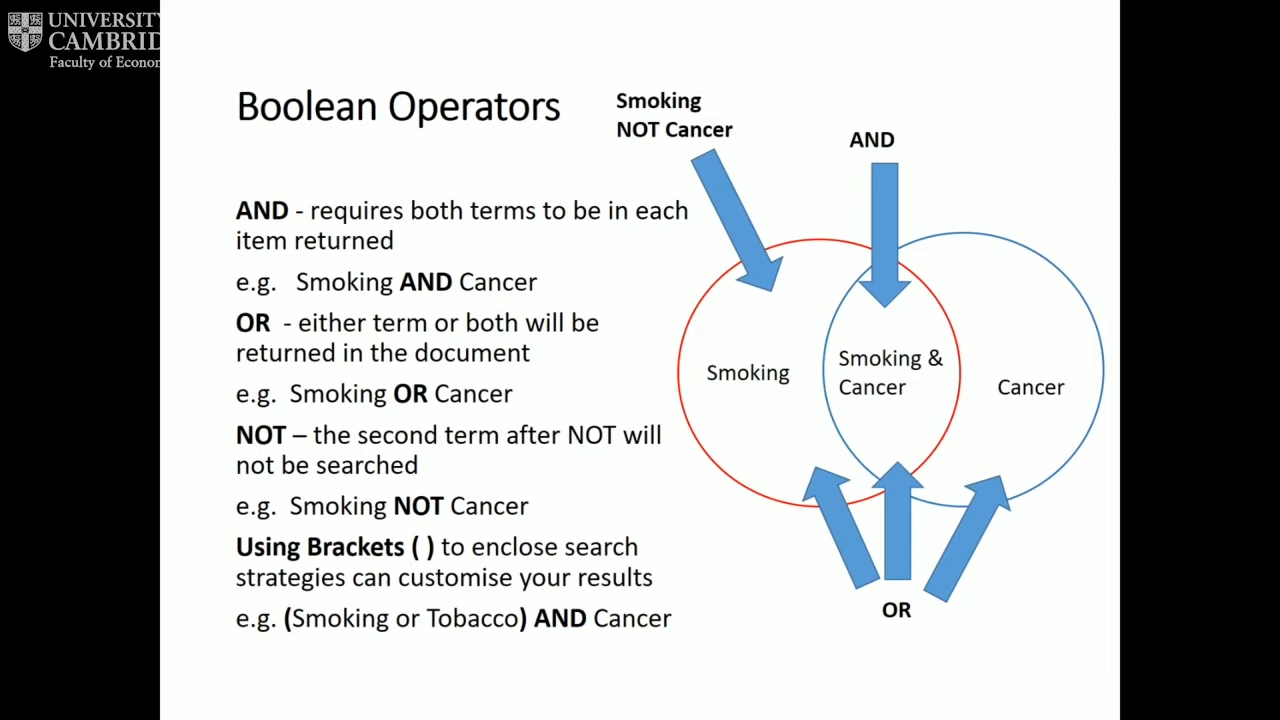 UNIVERSITY
CAMBRID
Faculty of Econom
Boolean Operators
AND - requires both terms to be in each
item returned
e.g. Smoking AND Cancer
OR - either term or both will be
returned in the document
e.g. Smoking OR Cancer
NOT – the second term after NOT will
not be searched
e.g. Smoking NOT Cancer
Using Brackets ( ) to enclose search
strategies can customise your results
e.g. (Smoking or Tobacco) AND Cancer
Smoking
NOT Cancer
AND
Smoking
Smoking &
Cancer
Cancer
OR